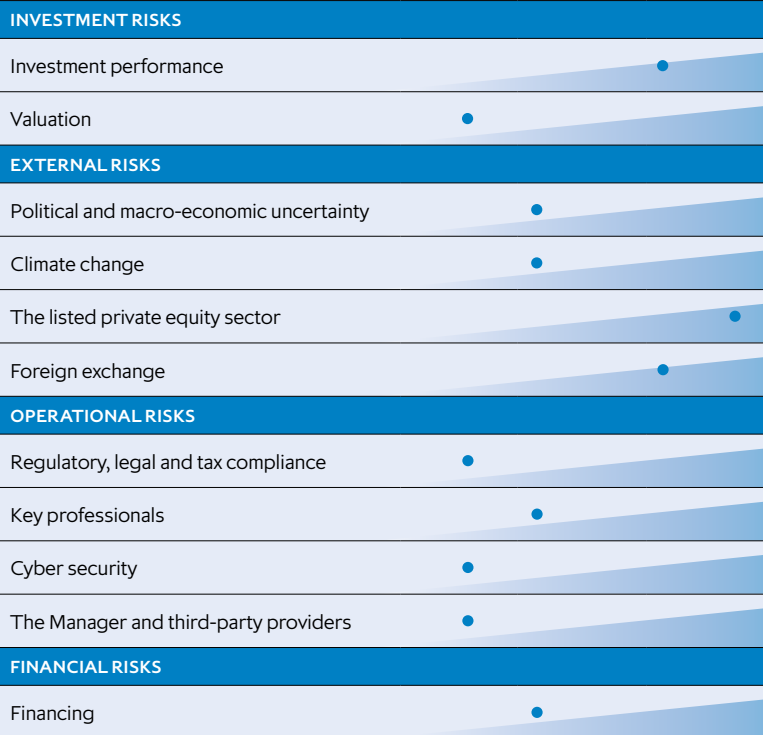 INVESTMENT RISKS
Investment performance
Valuation
EXTERNAL RISKS
Political and macro-economic uncertainty
Climate change
The listed private equity sector
Foreign exchange
OPERATIONAL RISKS
Regulatory, legal and tax compliance
Key professionals
Cyber security
The Manager and third-party providers
FINANCIAL RISKS
Financing